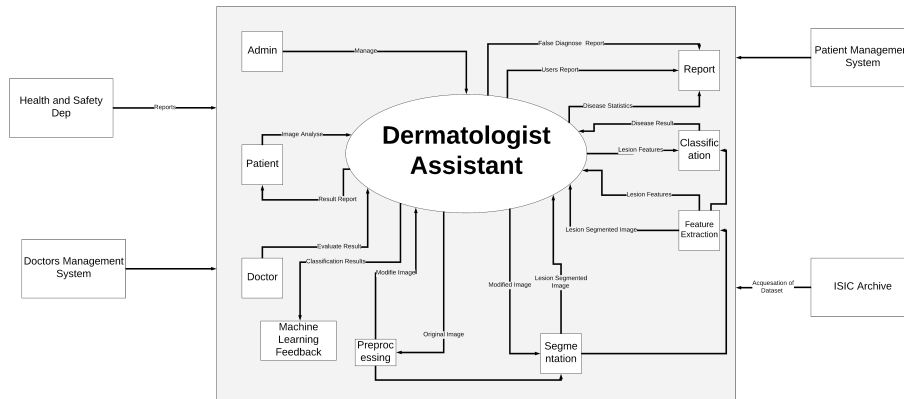 Admin
Manage
False Diagnose Report
Users Report
Report
Patient Management
System
Health and Safety
Dep
Reports
Disease Statistics
Dermatologist
Assistant
Disease Result
Image Analyse
Patient
Lesion Features
Classific
ation
Result Report
Lesion Features
Feature
Extraction
Lesion Segmented Image
Doctors Management
System
Evaluate Result
Doctor
Classification Results
Modifie Image
Modified Image
Lesion Segmented
Image
Acquesation of
Dataset
ISIC Archive
Machine
Learning
Feedback
Original Image
Preproc
essing
Segme
ntation